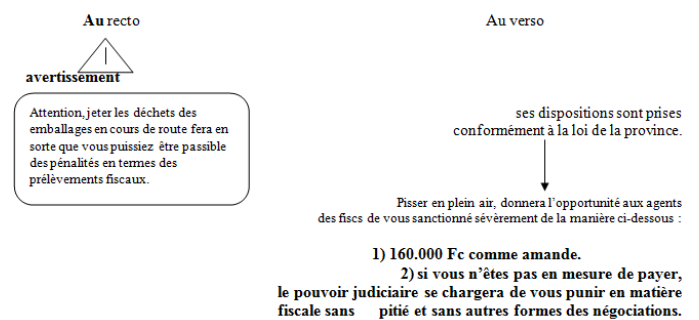 Au recto
avertissement
Attention, jeter les déchets des
emballages en cours de route fera en
sorte que vous puissiez être passible
des pénalités en termes des
prélèvements fiscaux.
Au verso
ses dispositions sont prises
conformément à la loi de la province.
Pisser en plein air, donnera l'opportunité aux agents
des fiscs de vous sanctionné sévèrement de la manière ci-dessous :
1) 160.000 Fc comme amande.
2) si vous n'êtes pas en mesure de payer,
le pouvoir judiciaire se chargera de vous punir en matière
fiscale sans pitié et sans autres formes des négociations.